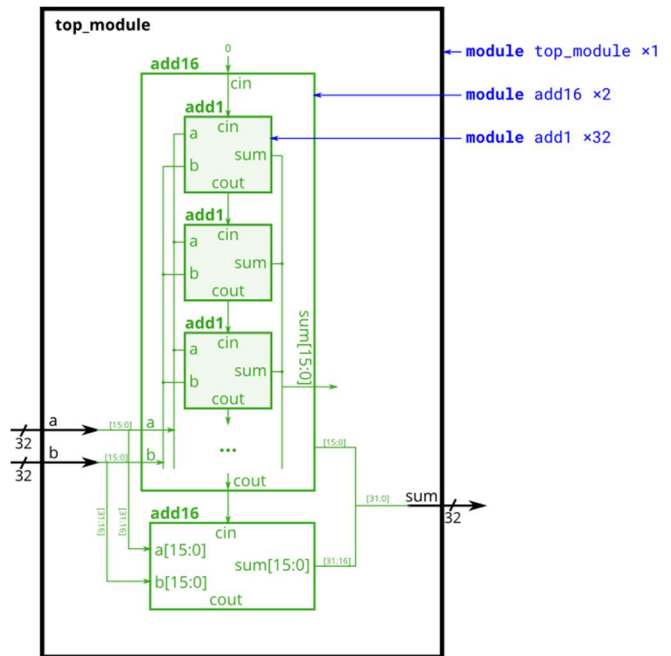 top_module
module top_module ×1
0
add16
cin
module add16 ×2
add1
cin
module add1 ×32
a
sum
b
cout
add1
cin
a
sum
b
cout
add1
cin
a
sum
b
cout
sum[15:0]
a
[15:0]
a
32
...
[15:0]
b
[15:0]
b
32
cout
[31:0]
sum
32
add16
[31:16]
[31:16]
cin
a[15:0]
sum[15:0]
[31:16]
b[15:0]
cout